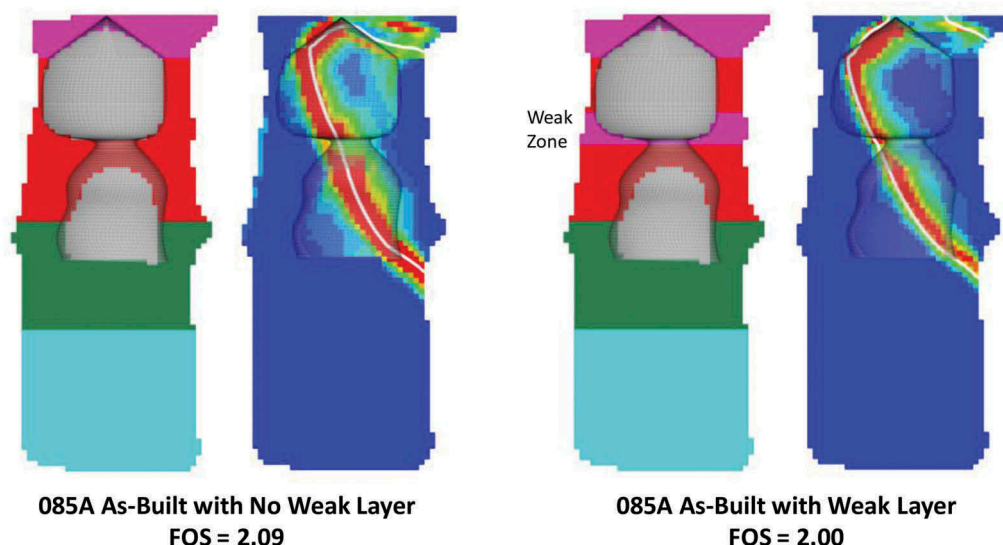 Weak
Zone
085A As-Built with No Weak Layer
FOS = 2.09
085A As-Built with Weak Layer
FOS = 2.00